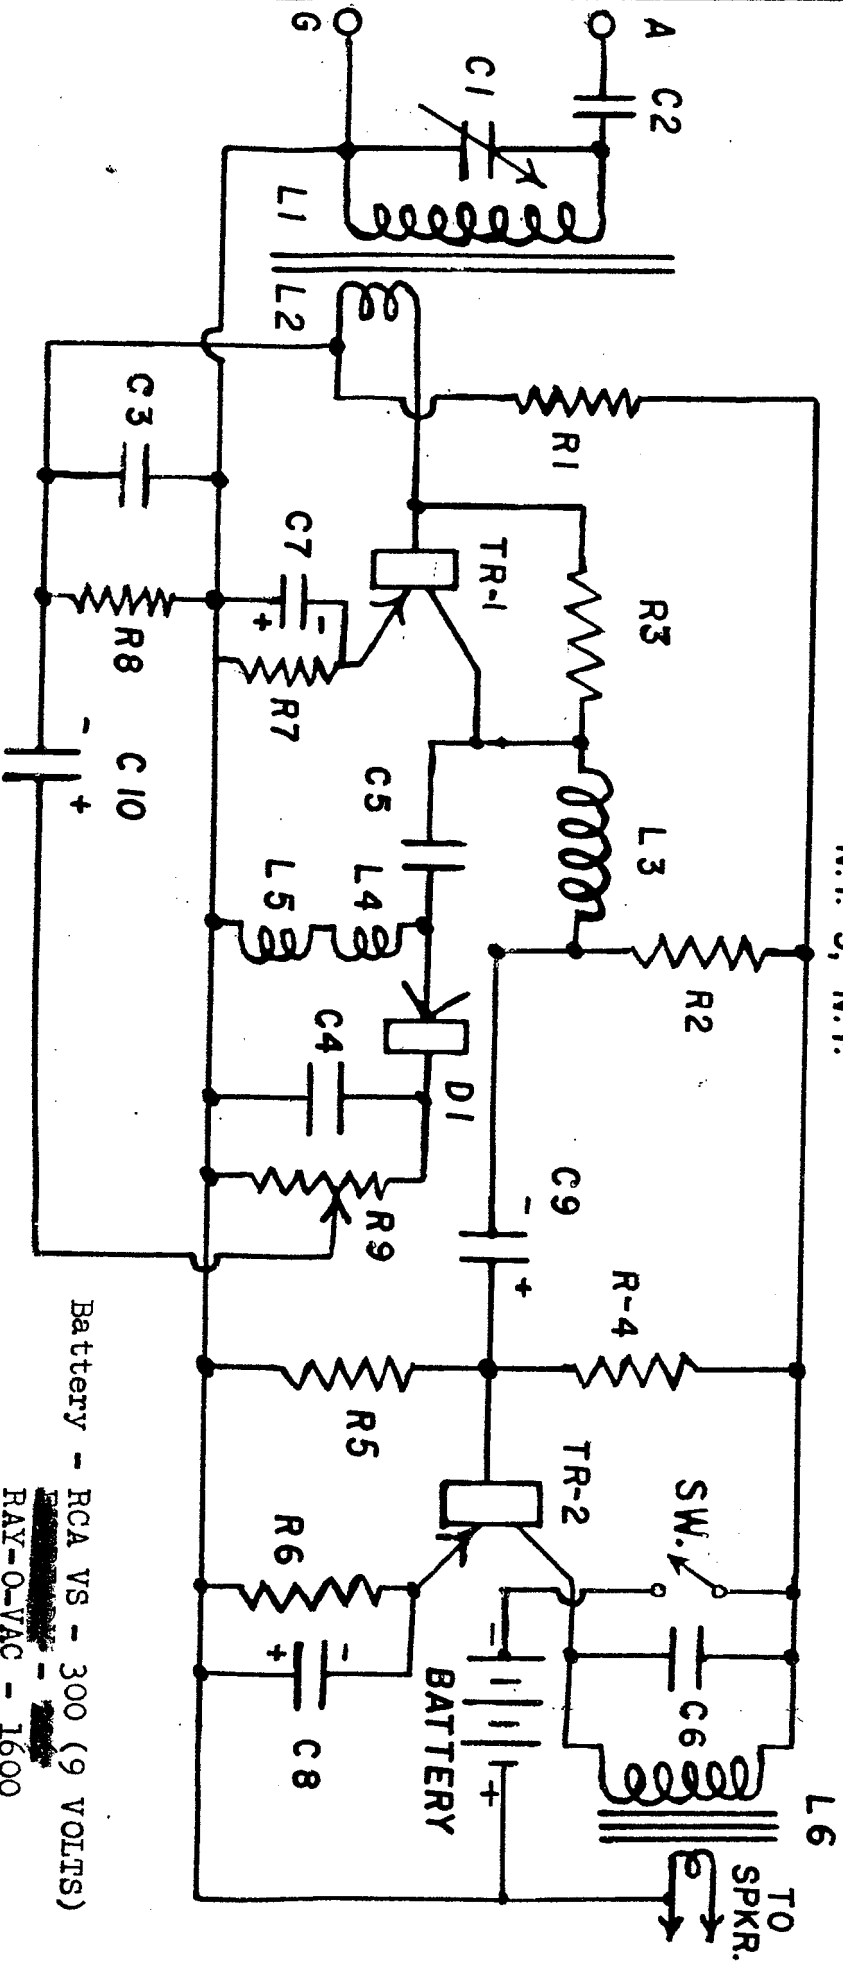 A
C2
C1
G
L1
L2
R1
C3
TR-1
R3
C7
+
-
R8
R7
-
C10
+
C5
L3
L5
L4
R2
C4
D1
R9
C9
-
+
R-4
R5
TR-2
SW.
R6
+
-
C8
-
BATTERY
+
C6
L6
TO
SPKR.
Battery - RCA VS - 300 (9 VOLTS)
RAY-O-VAC - 1600